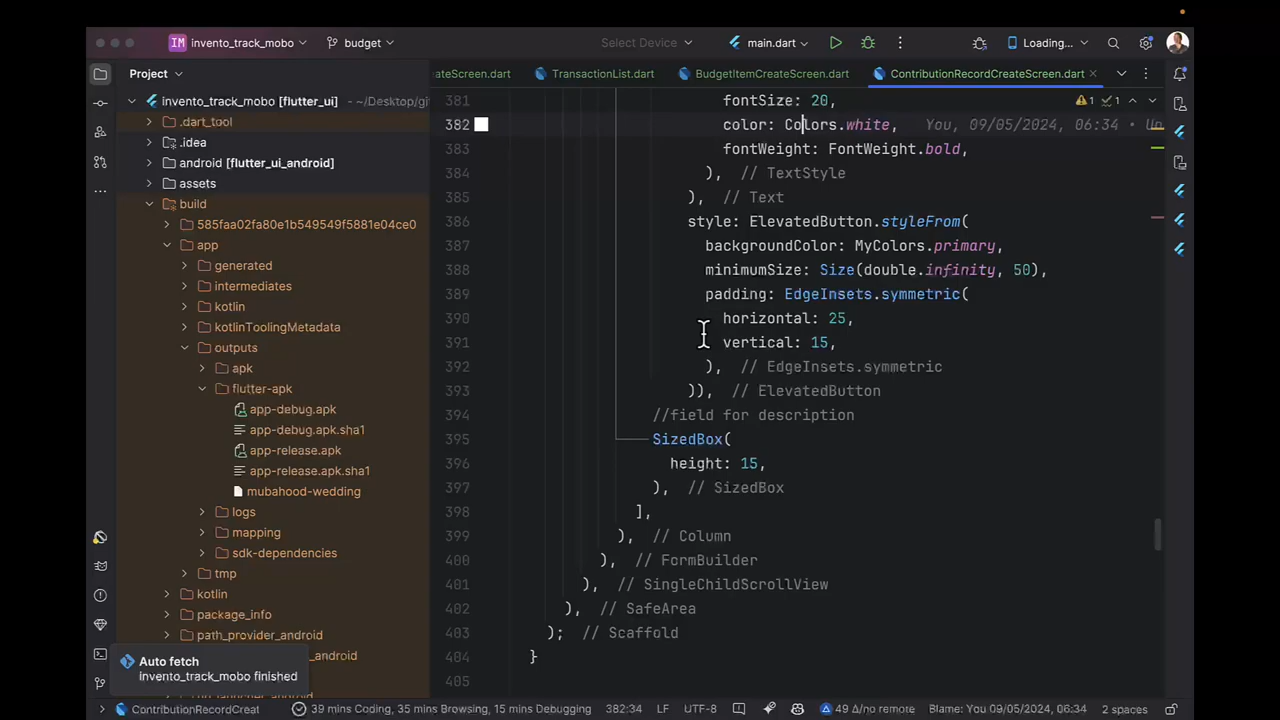 IM invento_track_mobo budget Select Device main.dart Loading...
Project
ateScreen.dart TransactionList.dart BudgetItemCreateScreen.dart ContributionRecordCreateScreen.dart
invento_track_mobo [flutter_ui] ~/Desktop/gi
.dart_tool
.idea
android [flutter_ui_android]
assets
build
585faa02fa80e1b549549f5881e04ce0
app
generated
intermediates
kotlin
kotlinToolingMetadata
outputs
apk
flutter-apk
app-debug.apk
app-debug.apk.sha1
app-release.apk
app-release.apk.sha1
mubahood-wedding
logs
mapping
sdk-dependencies
tmp
kotlin
package_info
path_provider_android
_android
Auto fetch
invento_track_mobo finished
1 1
381 fontSize: 20,
382 color: Colors.white, You, 09/05/2024, 06:34 • Un
383 fontWeight: FontWeight.bold,
384 ), // TextStyle
385 ), // Text
386 style: ElevatedButton.styleFrom(
387 backgroundColor: MyColors.primary,
388 minimumSize: Size(double.infinity, 50),
389 padding: EdgeInsets.symmetric(
390 horizontal: 25,
391 vertical: 15,
392 ), // EdgeInsets.symmetric
393 )), // ElevatedButton
394 //field for description
395 SizedBox(
396 height: 15,
397 ), // SizedBox
398 ],
399 ), // Column
400 ), // FormBuilder
401 ), // SingleChildScrollView
402 ), // SafeArea
403 ); // Scaffold
404 }
405
ContributionRecordCreat 39 mins Coding, 35 mins Browsing, 15 mins Debugging 382:34 LF UTF-8 49 Δ/no remote Blame: You 09/05/2024, 06:34 2 spaces